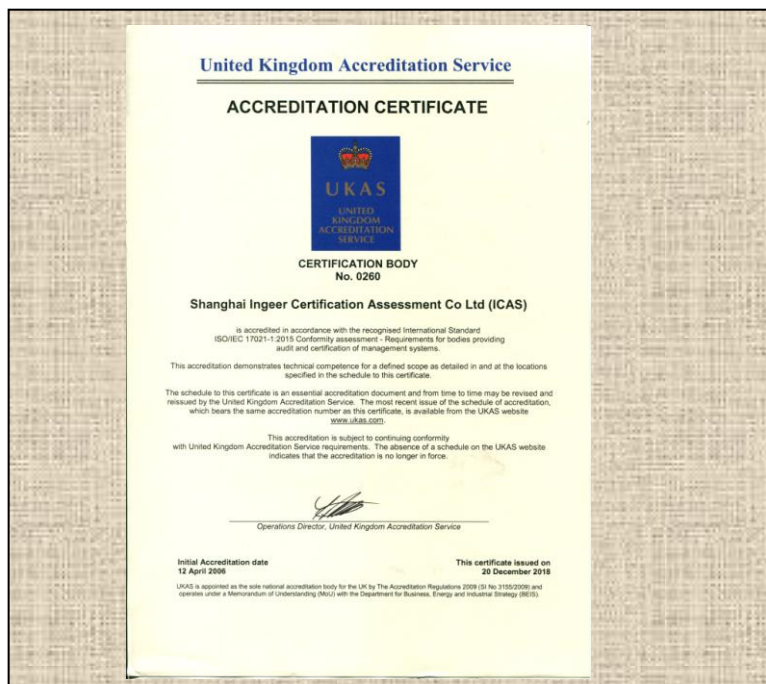 United Kingdom Accreditation Service
ACCREDITATION CERTIFICATE
UKAS
UNITED
KINGDOM
ACCREDITATION
SERVICE
CERTIFICATION BODY
No. 0260
Shanghai Ingeer Certification Assessment Co Ltd (ICAS)
is accredited in accordance with the recognised International Standard
ISO/IEC 17021-1:2015 Conformity assessment - Requirements for bodies providing
audit and certification of management systems.
This accreditation demonstrates technical competence for a defined scope as detailed in and at the locations
specified in the schedule to this certificate.
The schedule to this certificate is an essential accreditation document and from time to time may be revised and
reissued by the United Kingdom Accreditation Service. The most recent issue of the schedule of accreditation,
which bears the same accreditation number as this certificate, is available from the UKAS website
www.ukas.com.
This accreditation is subject to continuing conformity
with United Kingdom Accreditation Service requirements. The absence of a schedule on the UKAS website
indicates that the accreditation is no longer in force.
Operations Director, United Kingdom Accreditation Service
Initial Accreditation date
12 April 2006
This certificate issued on
20 December 2018
UKAS is appointed as the sole national accreditation body for the UK by The Accreditation Regulations 2009 (SI No 3155/2009) and
operates under a Memorandum of Understanding (MoU) with the Department for Business, Energy and Industrial Strategy (BEIS).